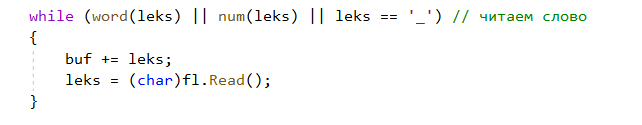 while (word(leks) || num(leks) || leks == '_') // читаем слово
{
    buf += leks;
    leks = (char)fl.Read();
}